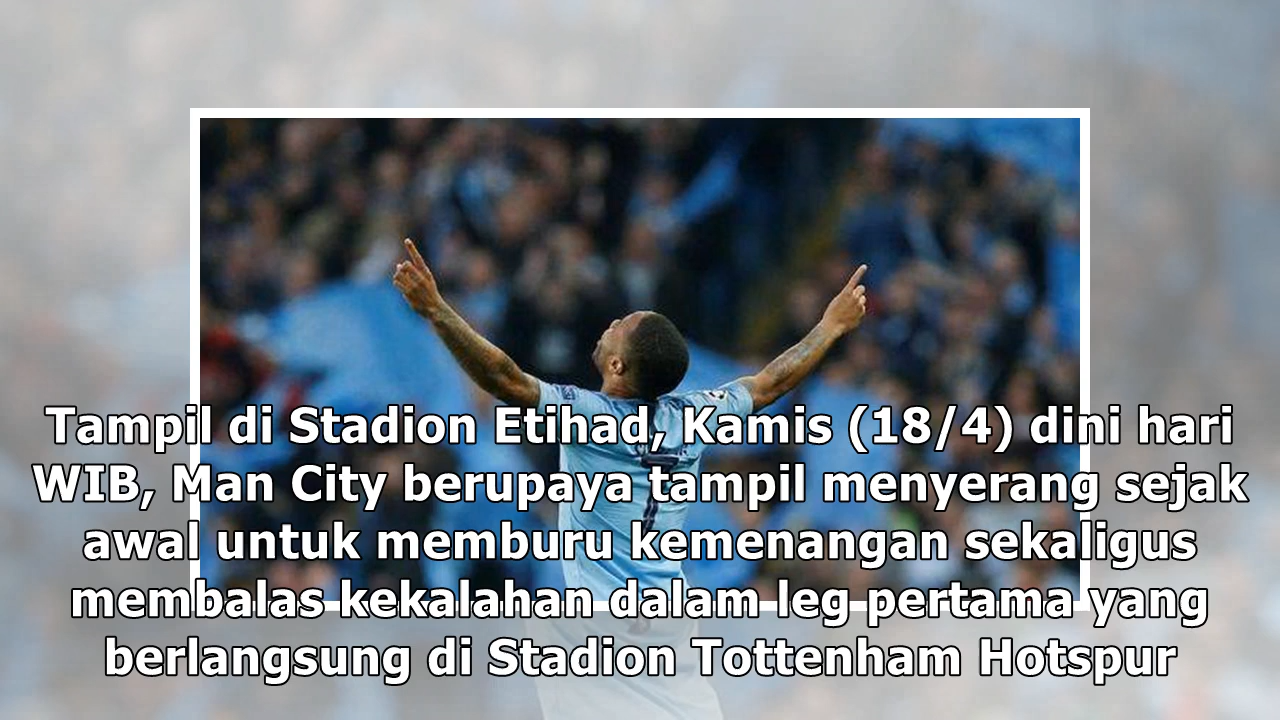 Tampil di Stadion Etihad, Kamis (18/4) dini hari
WIB, Man City berupaya tampil menyerang sejak
awal untuk memburu kemenangan sekaligus
membalas kekalahan dalam leg pertama yang
berlangsung di Stadion Tottenham Hotspur
7